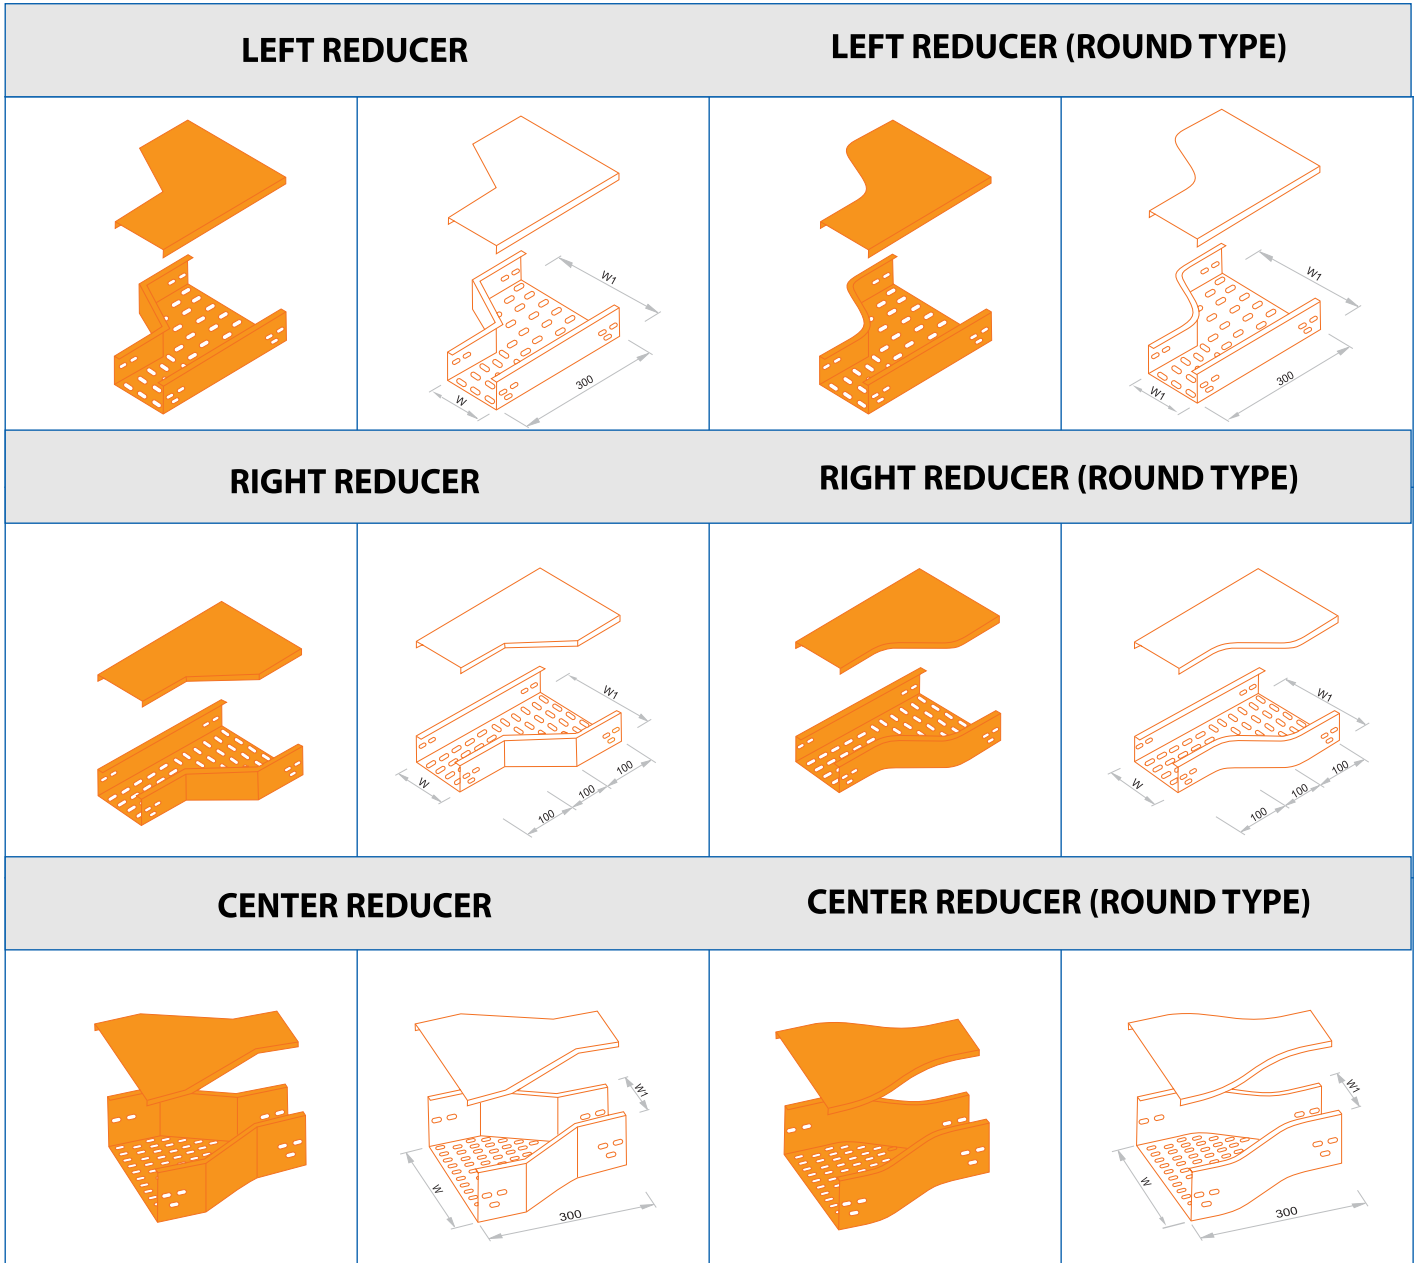 LEFT REDUCER
LEFT REDUCER (ROUND TYPE)
W1
300
W
W1
300
W1
RIGHT REDUCER
RIGHT REDUCER (ROUND TYPE)
W1
W
100
100
100
W1
W
100
100
100
CENTER REDUCER
CENTER REDUCER (ROUND TYPE)
W1
W
300
W1
W
300